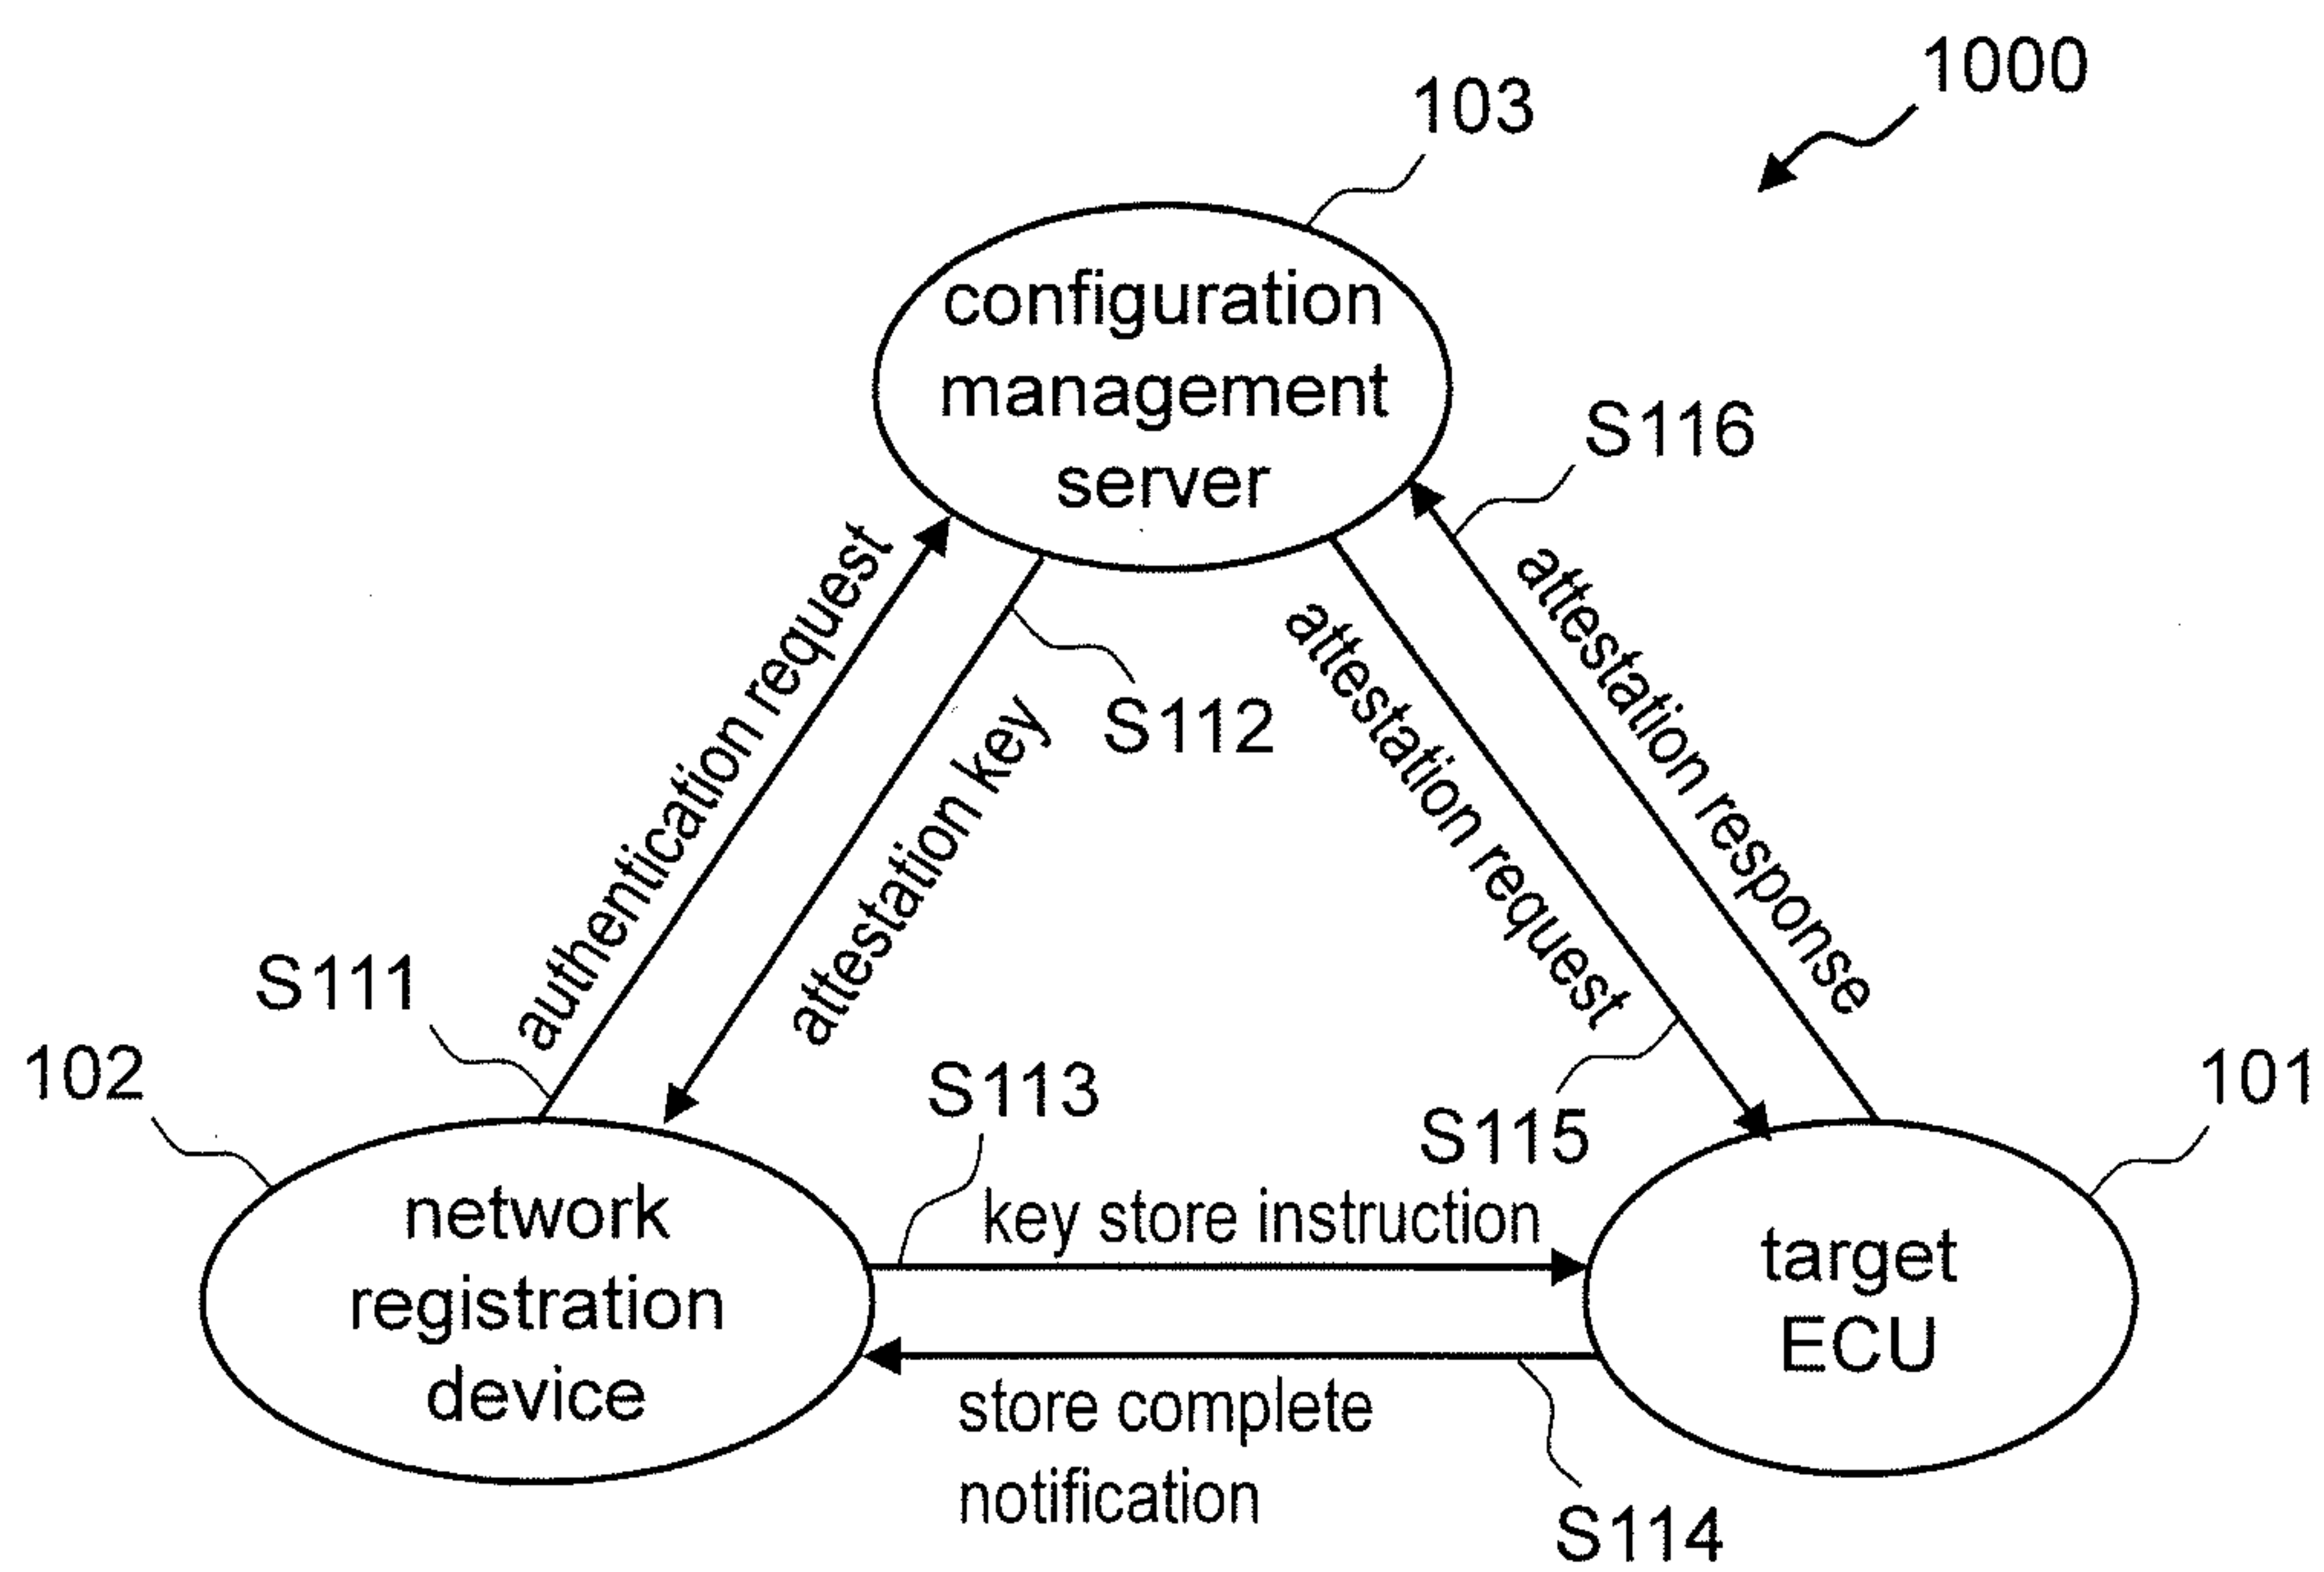 1000
103
configuration
management
server
S116
authentication request
S112
attestation key
attestation request
attestation response
S111
102
S113
S115
101
network
registration
device
key store instruction
target
ECU
store complete
notification
S114